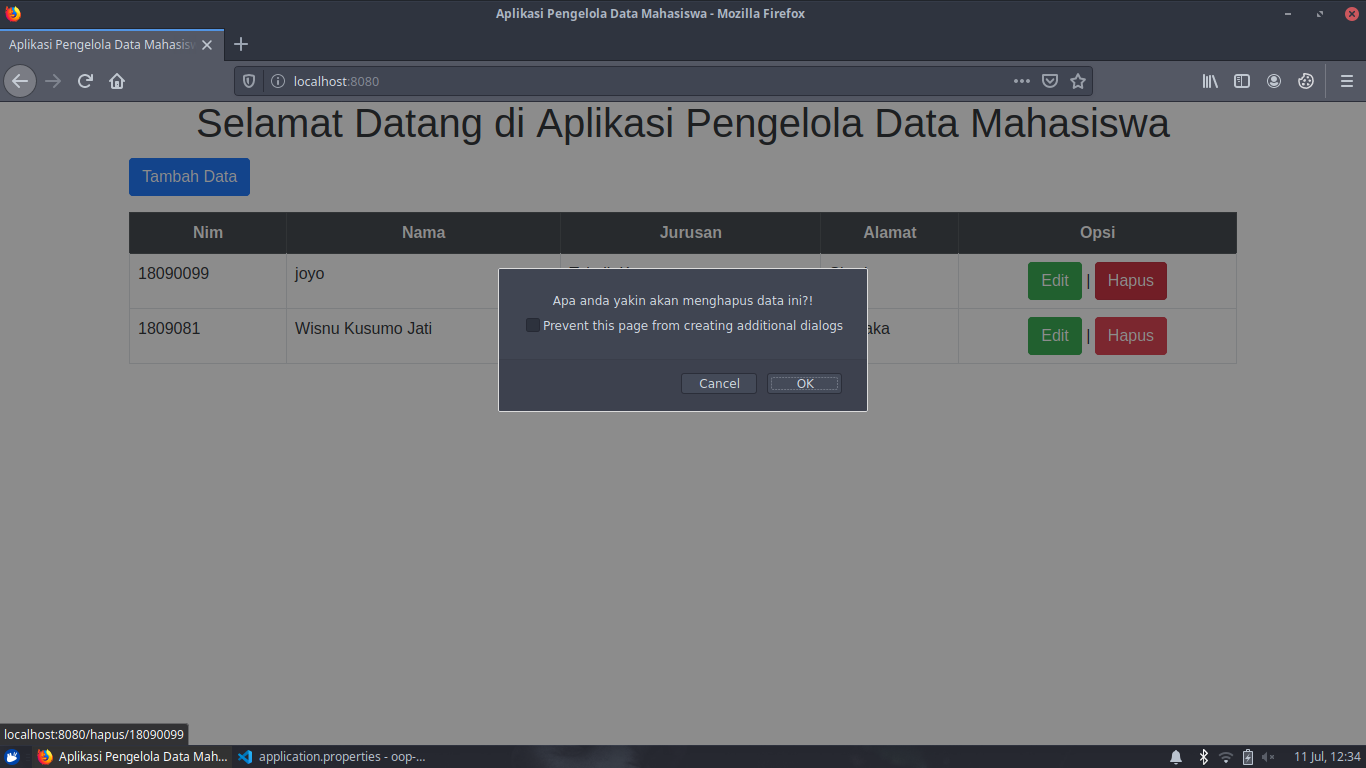 Aplikasi Pengelola Data Mahasiswa - Mozilla Firefox
Aplikasi Pengelola Data Mahasisw
localhost:8080
Selamat Datang di Aplikasi Pengelola Data Mahasiswa
Tambah Data
Nim Nama Jurusan Alamat Opsi
18090099 joyo Edit | Hapus
Apa anda yakin akan menghapus data ini?!
Prevent this page from creating additional dialogs
1809081 Wisnu Kusumo Jati aka Edit | Hapus
Cancel OK
localhost:8080/hapus/18090099
Aplikasi Pengelola Data Mah... application.properties - oop-... 11 Jul, 12:34